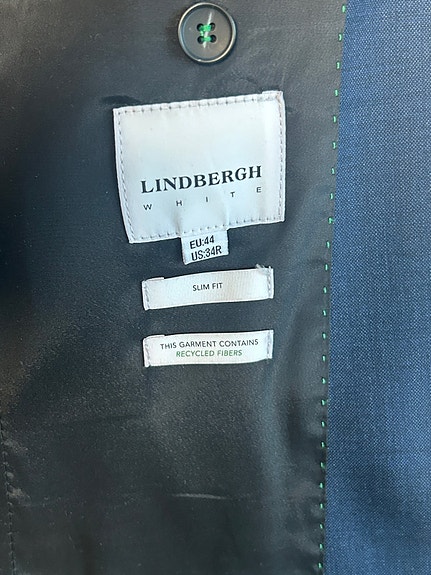 LINDBERGH
WHITE
EU:44
US:34R
SLIM FIT
THIS GARMENT CONTAINS
RECYCLED FIBERS